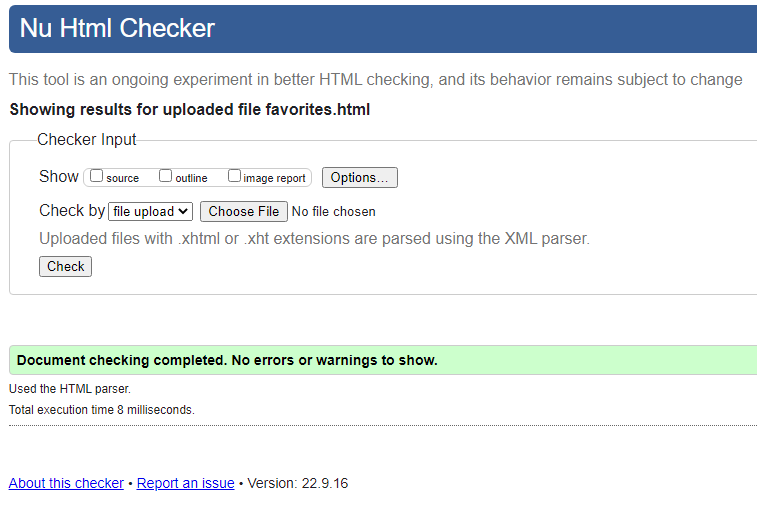 Nu Html Checker
This tool is an ongoing experiment in better HTML checking, and its behavior remains subject to change
Showing results for uploaded file favorites.html
Checker Input
Show source outline image report Options...
Check by file upload Choose File No file chosen
Uploaded files with .xhtml or .xht extensions are parsed using the XML parser.
Check
Document checking completed. No errors or warnings to show.
Used the HTML parser.
Total execution time 8 milliseconds.
About this checker • Report an issue • Version: 22.9.16